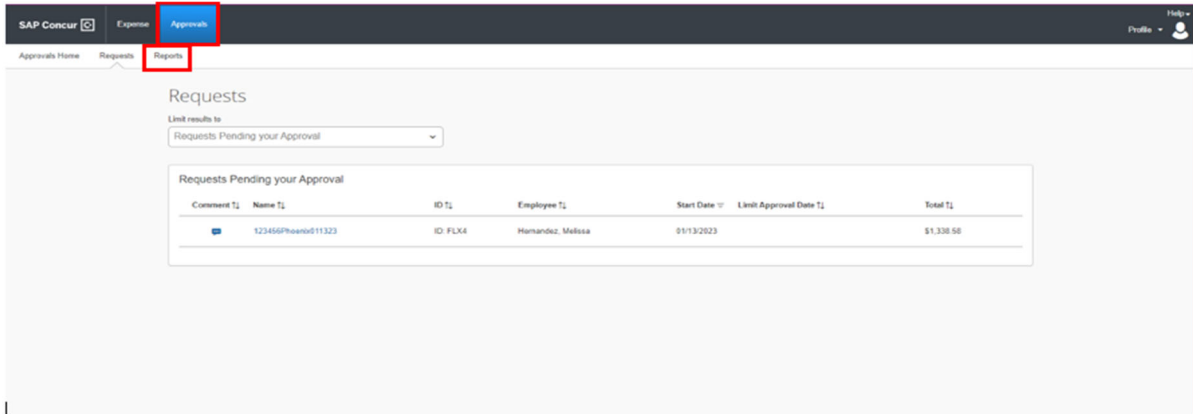 Help
SAP Concur C Expense Approvals Profile
Approvals Home Requests Reports
Requests
Limit results to
Requests Pending your Approval
Requests Pending your Approval
Comment Name ID Employee Start Date Limit Approval Date Total
123456Phoenix011323 ID: FLX4 Hernandez, Melissa 01/13/2023 $1,338.58